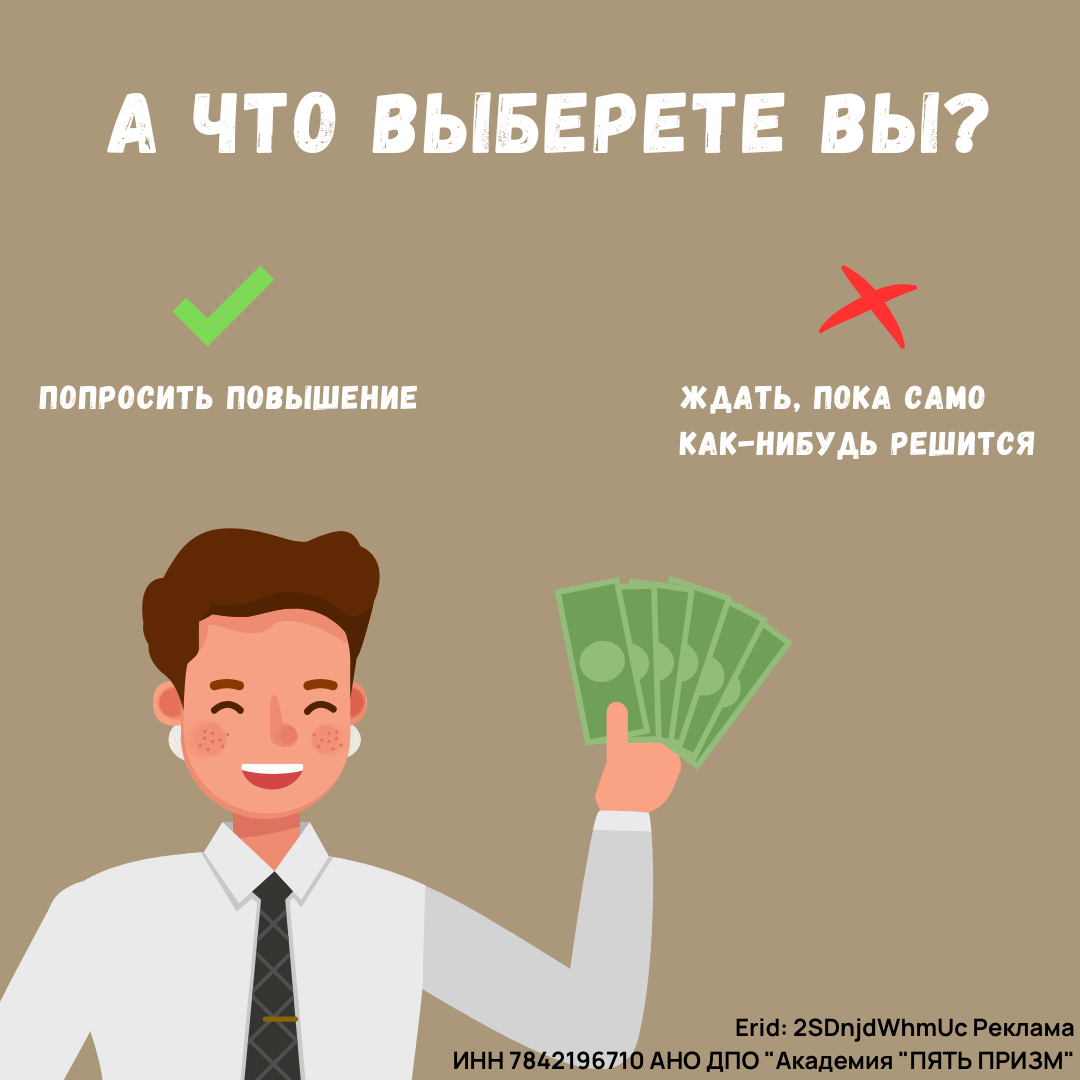 А ЧТО ВЫБЕРЕТЕ ВЫ?
ПОПРОСИТЬ ПОВЫШЕНИЕ
ЖДАТЬ, ПОКА САМО
КАК-НИБУДЬ РЕШИТСЯ
Erid: 2SDnjdWhmUc Реклама
ИНН 7842196710 АНО ДПО "Академия "ПЯТЬ ПРИЗМ"